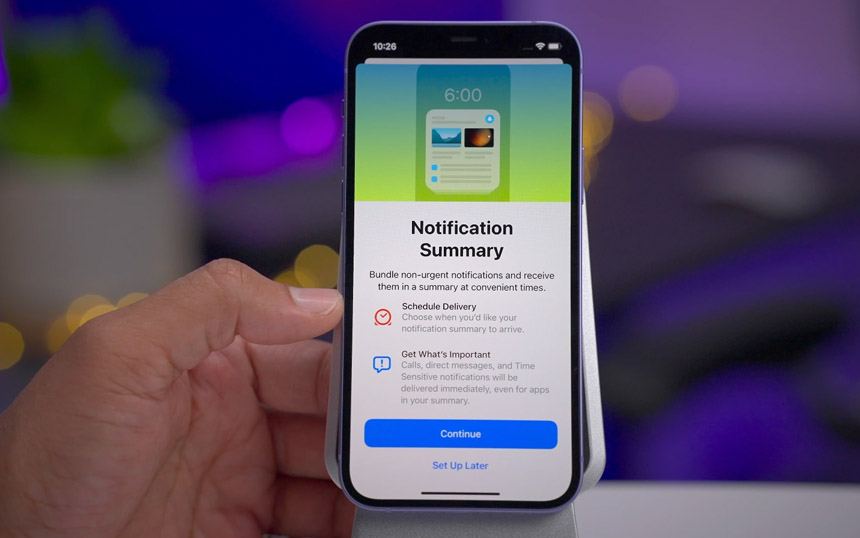 10:26
6:00
Notification
Summary
Bundle non-urgent notifications and receive
them in a summary at convenient times.
Schedule Delivery
Choose when you'd like your
notification summary to arrive.
Get What's Important
Calls, direct messages, and Time
Sensitive notifications will be
delivered immediately, even for apps
in your summary.
Continue
Set Up Later